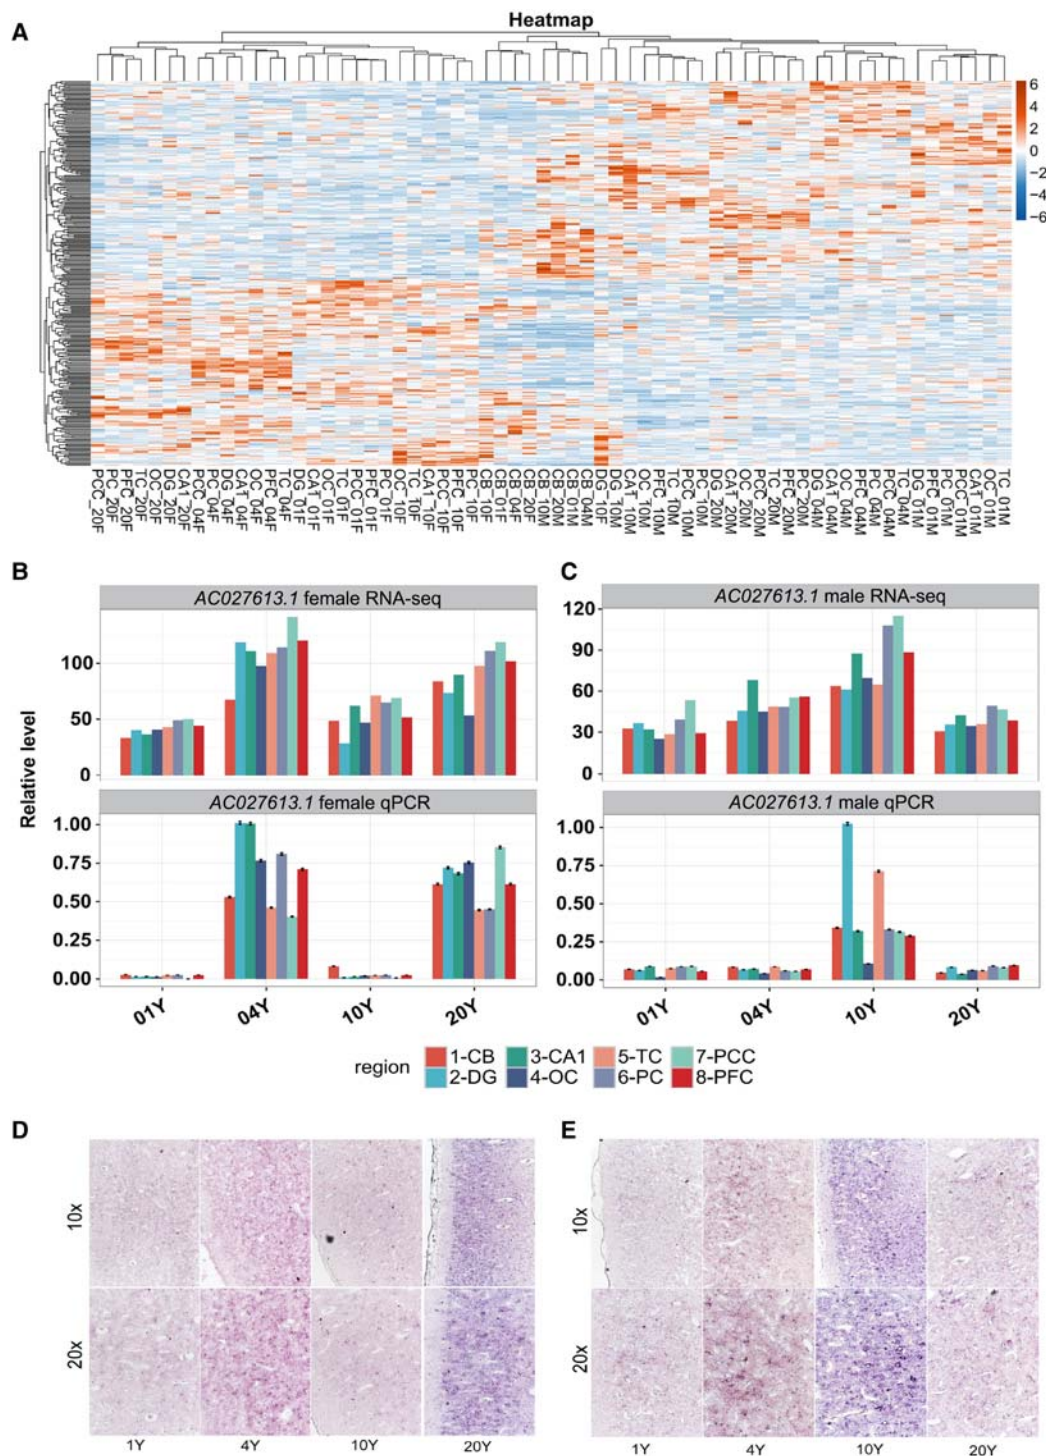 A
Heatmap
6
4
2
0
−2
−4
−6
PCC_20F
PC_20F
PFC_20F
TC_20F
OC_20F
DG_20F
CA1_20F
PCC_04F
PC_04F
DG_04F
CA1_04F
OC_04F
PFC_04F
TC_04F
DG_01F
CA1_01F
OC_01F
TC_01F
PCC_01F
PFC_01F
PC_01F
OC_10F
TC_10F
CA1_10F
PCC_10F
PFC_10F
PC_10F
CB_10F
CB_01F
CB_04F
CB_20F
CB_10M
CB_20M
CB_01M
CB_04M
DG_10F
DG_10M
CA1_10M
OC_10M
PFC_10M
TC_10M
PCC_10M
PC_10M
DG_20M
CA1_20M
OC_20M
PCC_20M
TC_20M
PFC_20M
PC_20M
DG_04M
CA1_04M
OC_04M
PFC_04M
PC_04M
PCC_04M
TC_04M
DG_01M
PFC_01M
PC_01M
PCC_01M
CA1_01M
OC_01M
TC_01M
B
AC027613.1 female RNA-seq
100
50
0
Relative level
AC027613.1 female qPCR
1.00
0.75
0.50
0.25
0.00
01Y 04Y 10Y 20Y
C
AC027613.1 male RNA-seq
120
90
60
30
0
AC027613.1 male qPCR
1.00
0.75
0.50
0.25
0.00
01Y 04Y 10Y 20Y
region
1-CB 3-CA1 5-TC 7-PCC
2-DG 4-OC 6-PC 8-PFC
D
10x
20x
1Y 4Y 10Y 20Y
E
10x
20x
1Y 4Y 10Y 20Y